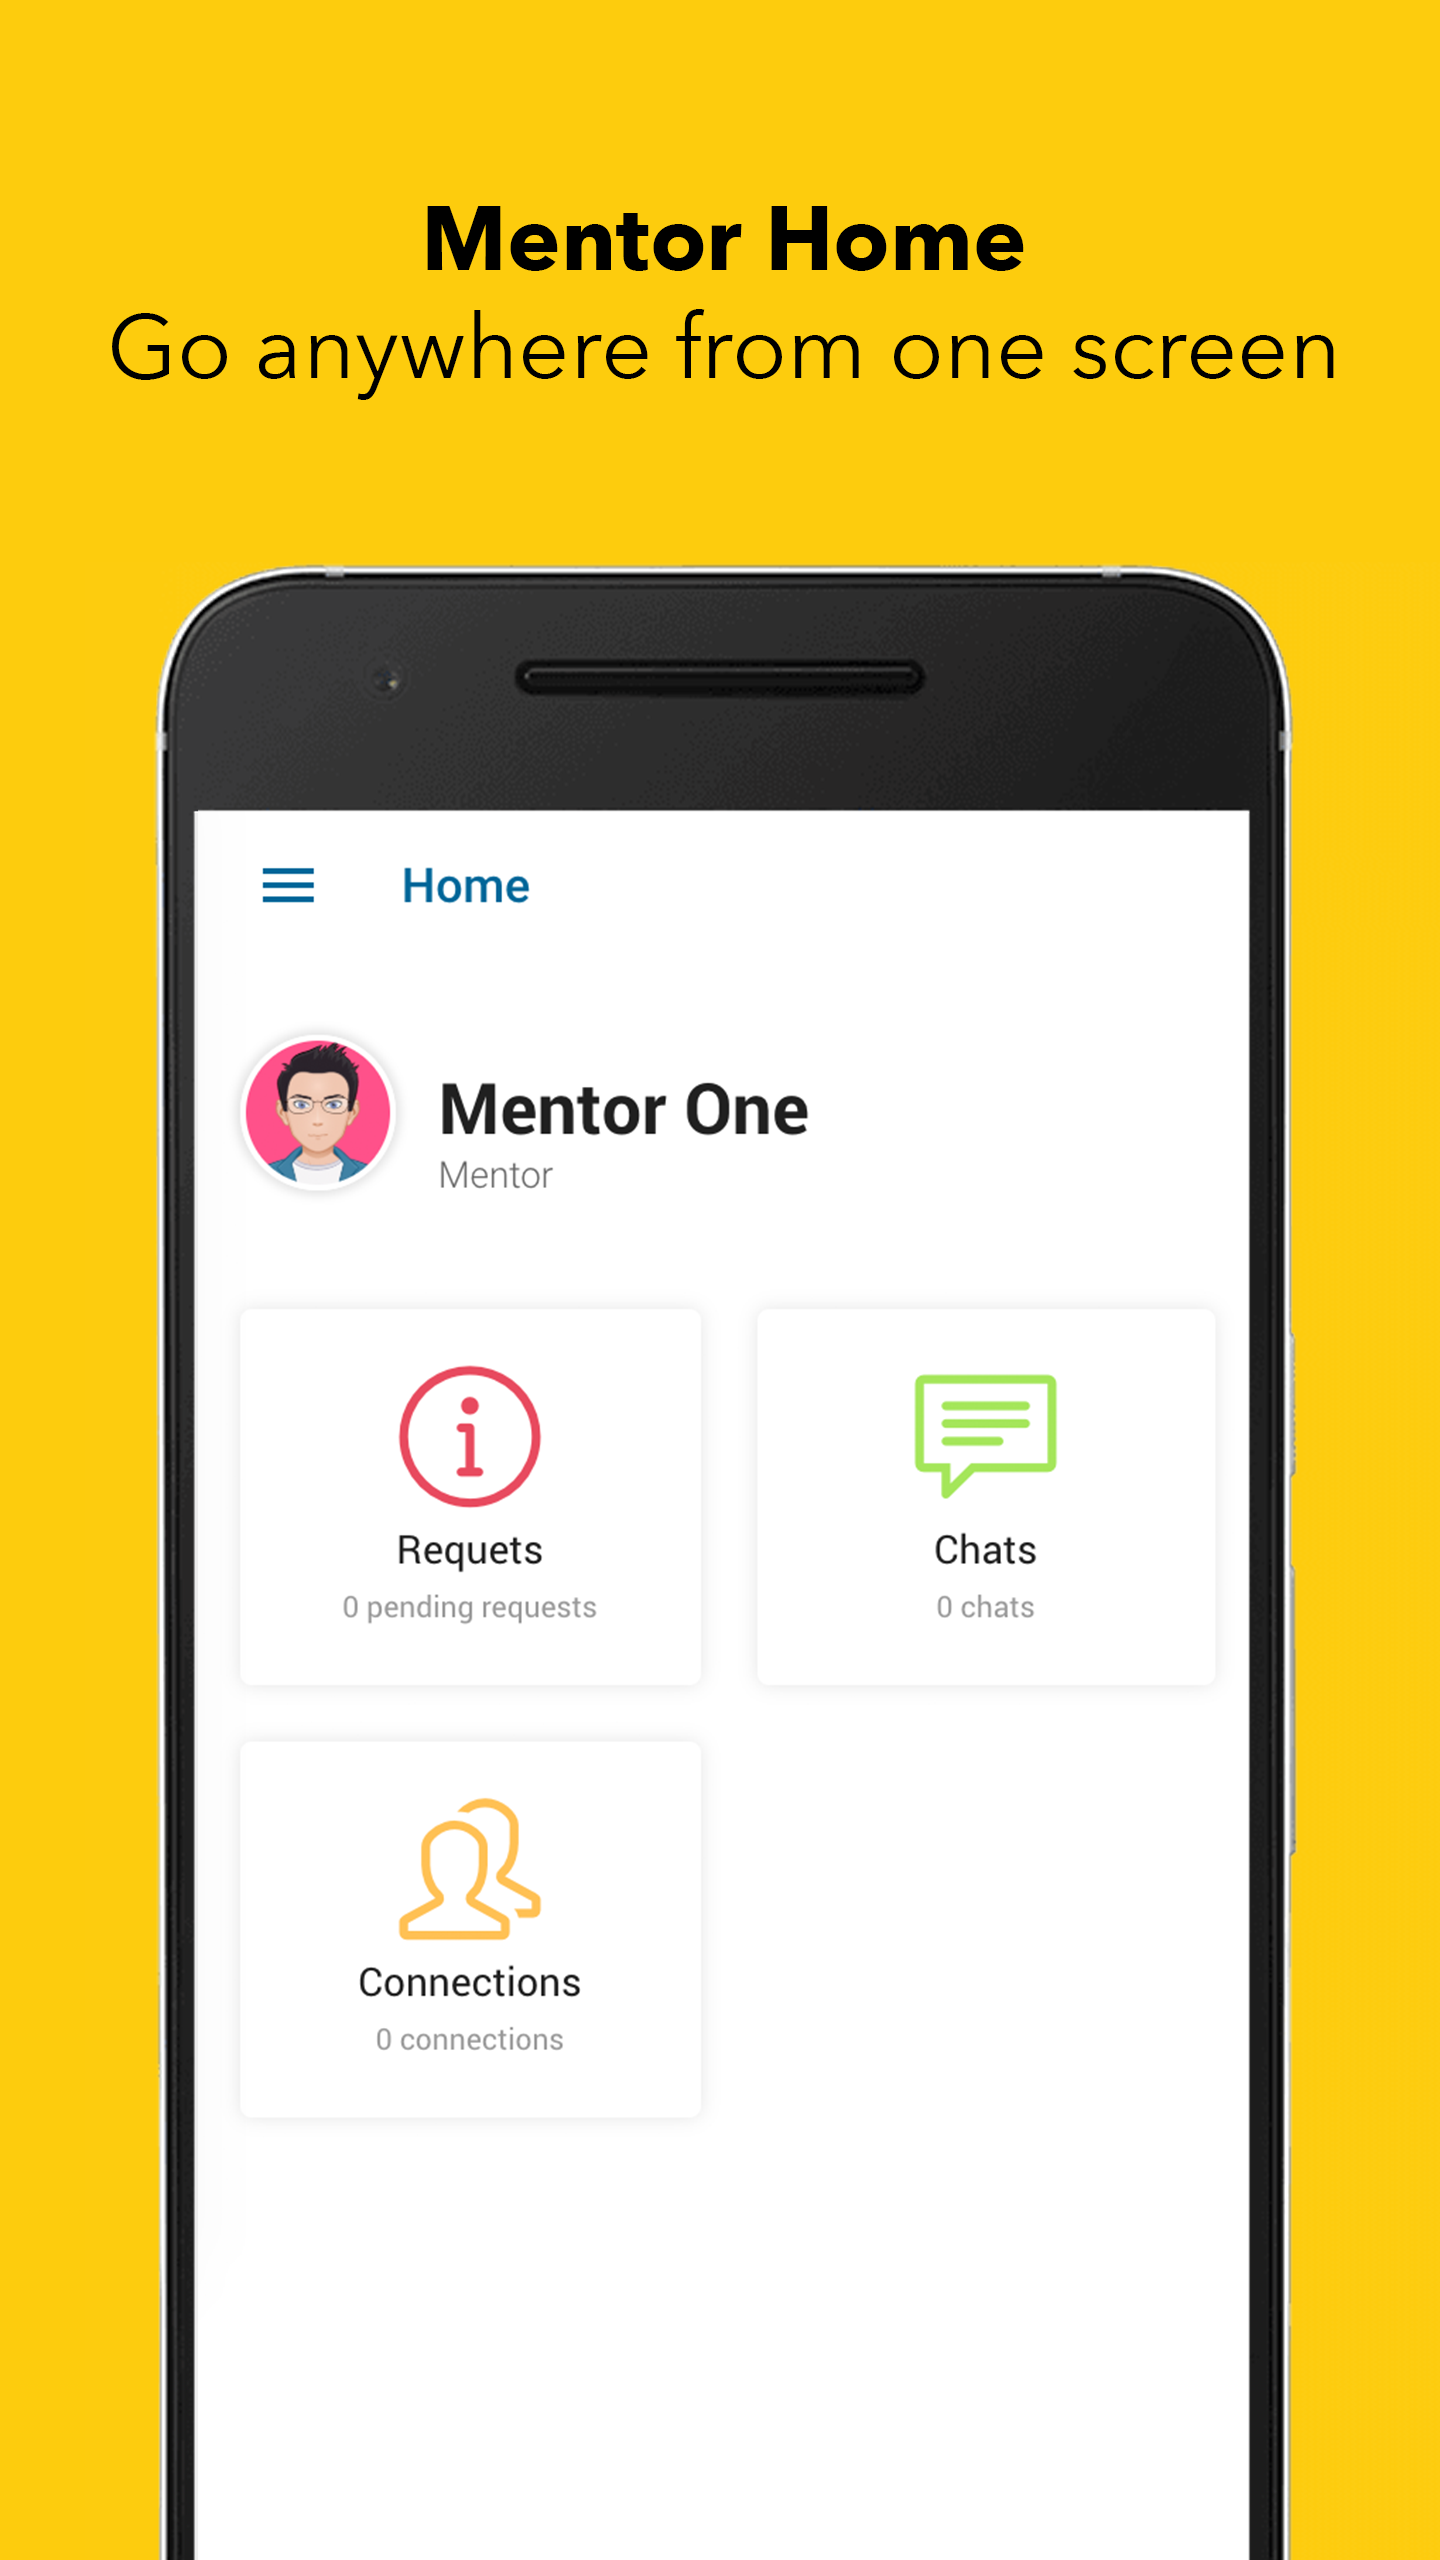 Mentor Home
Go anywhere from one screen
Home
Mentor One
Mentor
Requets
0 pending requests
Chats
0 chats
Connections
0 connections